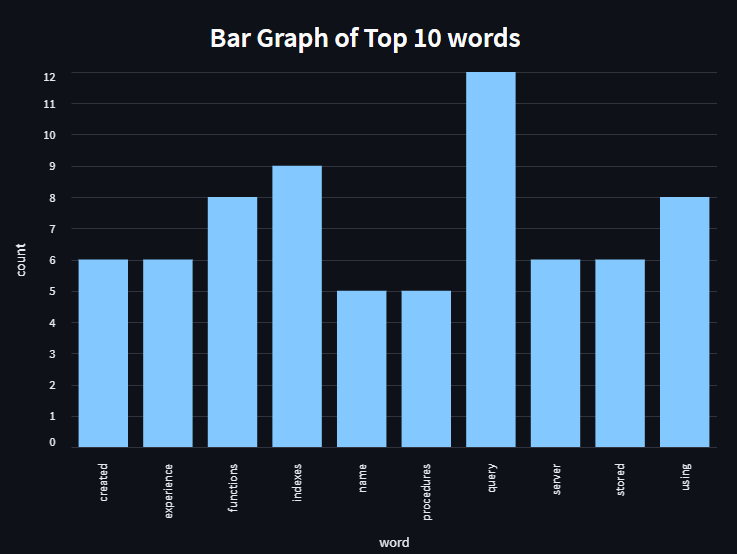 Bar Graph of Top 10 words
12
11
10
9
8
7
6
5
4
3
2
1
0
count
created
experience
functions
indexes
name
procedures
query
server
stored
using
word